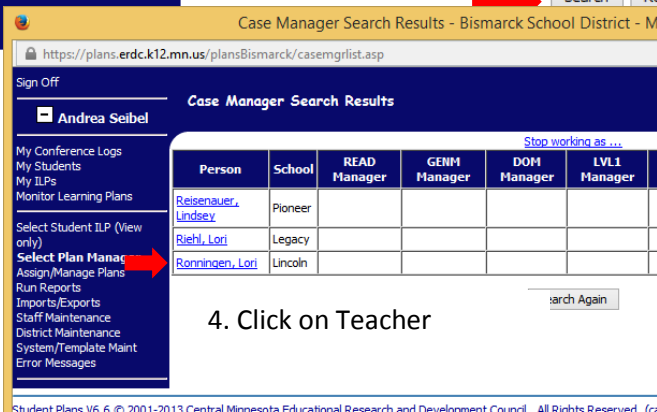 Search
Case Manager Search Results - Bismarck School District - M
https://plans.erdc.k12.mn.us/plansBismarck/casemgrlist.asp
Sign Off
Andrea Seibel
My Conference Logs
My Students
My ILPs
Monitor Learning Plans
Select Student ILP (View
only)
Select Plan Manager
Assign/Manage Plans
Run Reports
Imports/Exports
Staff Maintenance
District Maintenance
System/Template Maint
Error Messages
Case Manager Search Results
Stop working as ...
Person School READ Manager GENM Manager DOM Manager LVL1 Manager
Reisenauer, Lindsey Pioneer
Riehl, Lori Legacy
Ronningen, Lori Lincoln
arch Again
4. Click on Teacher
Student Plans V6.6 © 2001-2013 Central Minnesota Educational Research and Development Council. All Rights Reserved. (ca